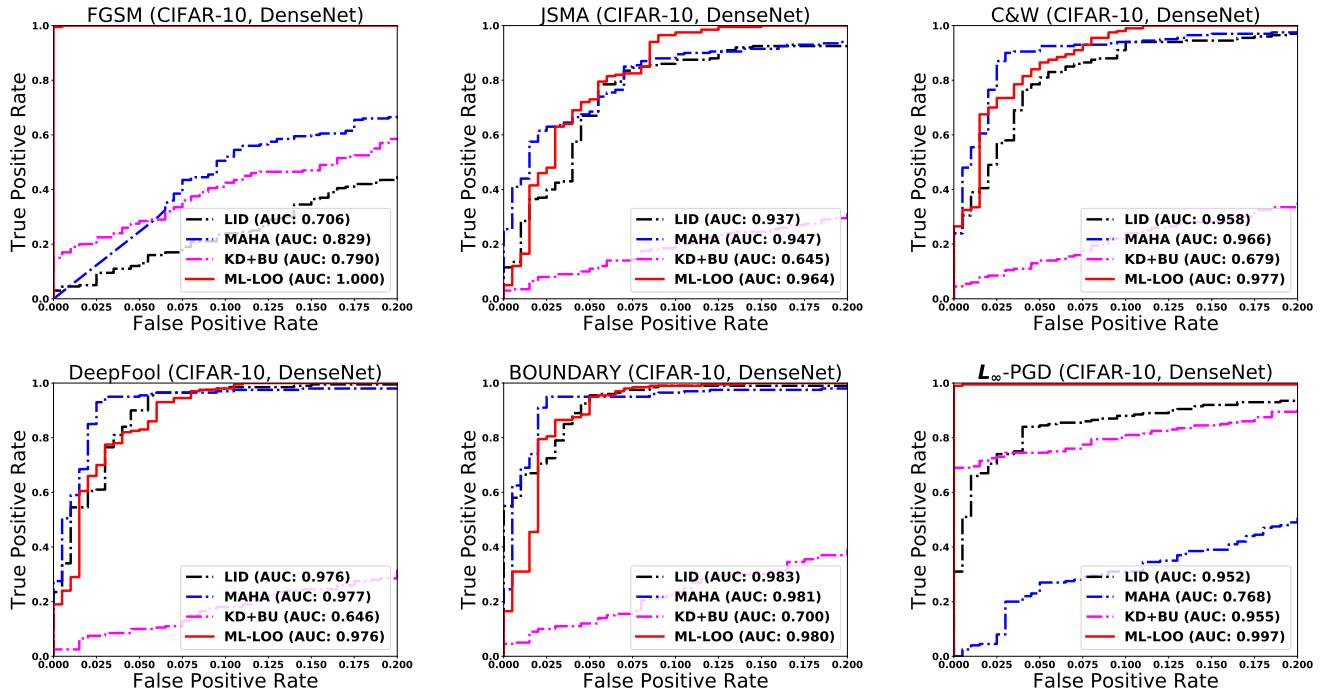 FGSM (CIFAR-10, DenseNet)
True Positive Rate
1.0
0.8
0.6
0.4
0.2
0.0
LID (AUC: 0.706)
MAHA (AUC: 0.829)
KD+BU (AUC: 0.790)
ML-LOO (AUC: 1.000)
0.000 0.025 0.050 0.075 0.100 0.125 0.150 0.175 0.200
False Positive Rate
JSMA (CIFAR-10, DenseNet)
True Positive Rate
1.0
0.8
0.6
0.4
0.2
0.0
LID (AUC: 0.937)
MAHA (AUC: 0.947)
KD+BU (AUC: 0.645)
ML-LOO (AUC: 0.964)
0.000 0.025 0.050 0.075 0.100 0.125 0.150 0.175 0.200
False Positive Rate
C&W (CIFAR-10, DenseNet)
True Positive Rate
1.0
0.8
0.6
0.4
0.2
0.0
LID (AUC: 0.958)
MAHA (AUC: 0.966)
KD+BU (AUC: 0.679)
ML-LOO (AUC: 0.977)
0.000 0.025 0.050 0.075 0.100 0.125 0.150 0.175 0.200
False Positive Rate
DeepFool (CIFAR-10, DenseNet)
True Positive Rate
1.0
0.8
0.6
0.4
0.2
0.0
LID (AUC: 0.976)
MAHA (AUC: 0.977)
KD+BU (AUC: 0.646)
ML-LOO (AUC: 0.976)
0.000 0.025 0.050 0.075 0.100 0.125 0.150 0.175 0.200
False Positive Rate
BOUNDARY (CIFAR-10, DenseNet)
True Positive Rate
1.0
0.8
0.6
0.4
0.2
0.0
LID (AUC: 0.983)
MAHA (AUC: 0.981)
KD+BU (AUC: 0.700)
ML-LOO (AUC: 0.980)
0.000 0.025 0.050 0.075 0.100 0.125 0.150 0.175 0.200
False Positive Rate
L∞-PGD (CIFAR-10, DenseNet)
True Positive Rate
1.0
0.8
0.6
0.4
0.2
0.0
LID (AUC: 0.952)
MAHA (AUC: 0.768)
KD+BU (AUC: 0.955)
ML-LOO (AUC: 0.997)
0.000 0.025 0.050 0.075 0.100 0.125 0.150 0.175 0.200
False Positive Rate